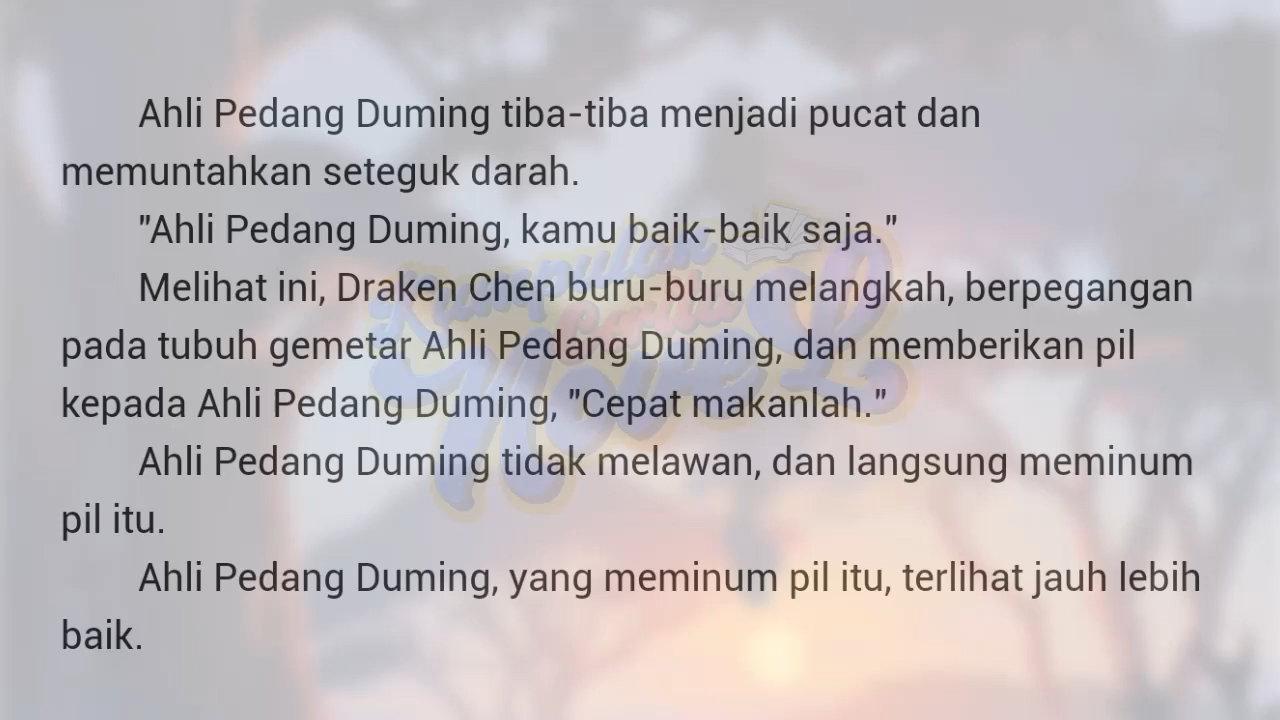 Ahli Pedang Duming tiba-tiba menjadi pucat dan
memuntahkan seteguk darah.
"Ahli Pedang Duming, kamu baik-baik saja."
Melihat ini, Draken Chen buru-buru melangkah, berpegangan
pada tubuh gemetar Ahli Pedang Duming, dan memberikan pil
kepada Ahli Pedang Duming, "Cepat makanlah."
Ahli Pedang Duming tidak melawan, dan langsung meminum
pil itu.
Ahli Pedang Duming, yang meminum pil itu, terlihat jauh lebih
baik.
Kumpulan
Cerita
Novel